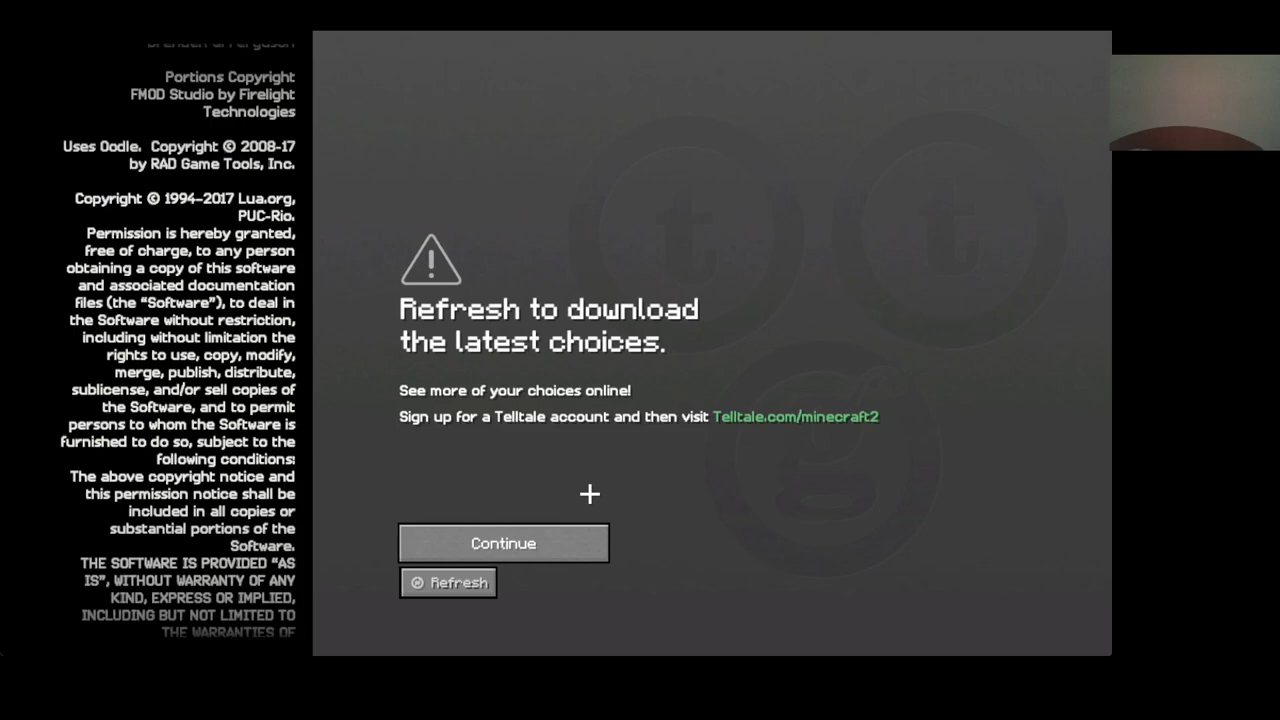 Brenden G. Ferguson
Portions Copyright
FMOD Studio by Firelight
Technologies
Uses Oodle. Copyright © 2008-17
by RAD Game Tools, Inc.
Copyright © 1994-2017 Lua.org,
PUC-Rio.
Permission is hereby granted,
free of charge, to any person
obtaining a copy of this software
and associated documentation
files (the “Software”), to deal in
the Software without restriction,
including without limitation the
rights to use, copy, modify,
merge, publish, distribute,
sublicense, and/or sell copies of
the Software, and to permit
persons to whom the Software is
furnished to do so, subject to the
following conditions:
The above copyright notice and
this permission notice shall be
included in all copies or
substantial portions of the
Software.
THE SOFTWARE IS PROVIDED “AS
IS”, WITHOUT WARRANTY OF ANY
KIND, EXPRESS OR IMPLIED,
INCLUDING BUT NOT LIMITED TO
THE WARRANTIES OF
Refresh to download
the latest choices.
See more of your choices online!
Sign up for a Telltale account and then visit Telltale.com/minecraft2
Continue
Refresh
t
t
g